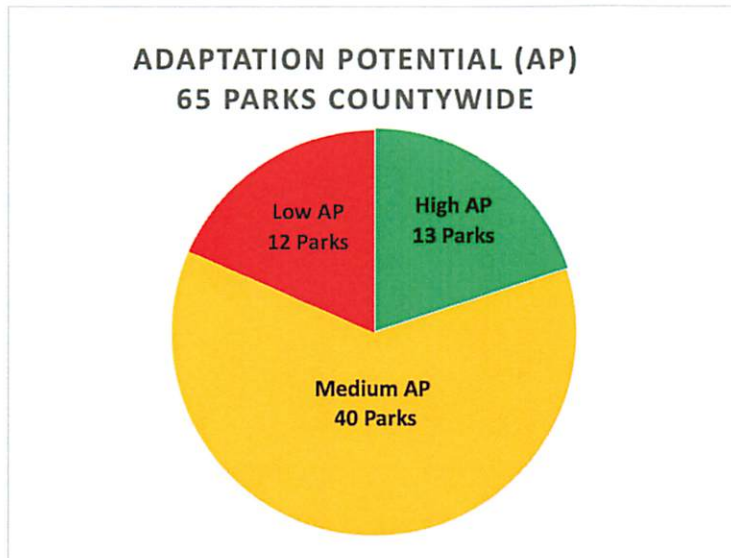 ADAPTATION POTENTIAL (AP)
65 PARKS COUNTYWIDE
Low AP
12 Parks
High AP
13 Parks
Medium AP
40 Parks